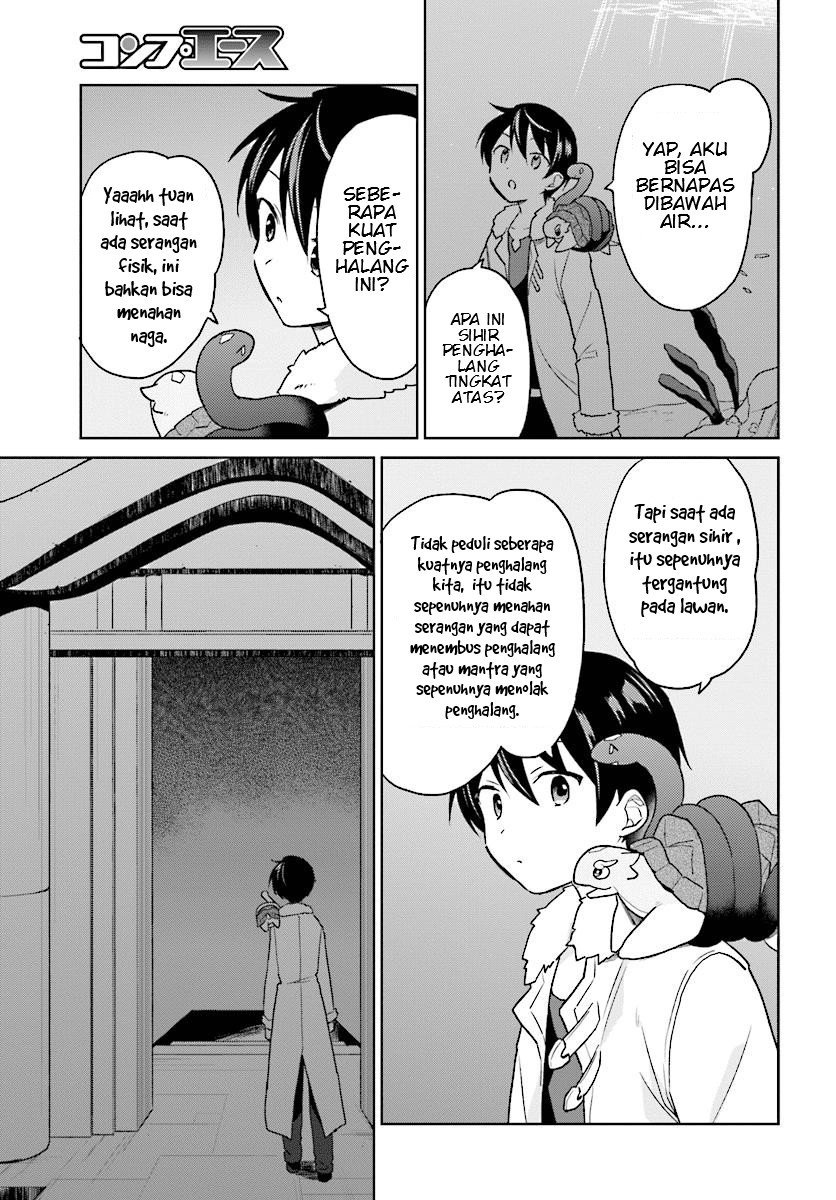 コンプエース
YAP, AKU
BISA
BERNAPAS
DIBAWAH
AIR...
APA INI
SIHIR
PENGHA-
LANG
TINGKAT
ATAS?
SEBE-
RAPA
KUAT
PENG-
HALANG
INI?
Yaaahh tuan
lihat, saat
ada serangan
fisik, ini
bahkan bisa
menahan
naga.
Tapi saat ada
serangan sihir ,
itu sepenuhnya
tergantung
pada lawan.
Tidak peduli seberapa
kuatnya penghalang
kita, itu tidak
sepenuhnya menahan
serangan yang dapat
menembus penghalang
atau mantra yang
sepenuhnya menolak
penghalang.